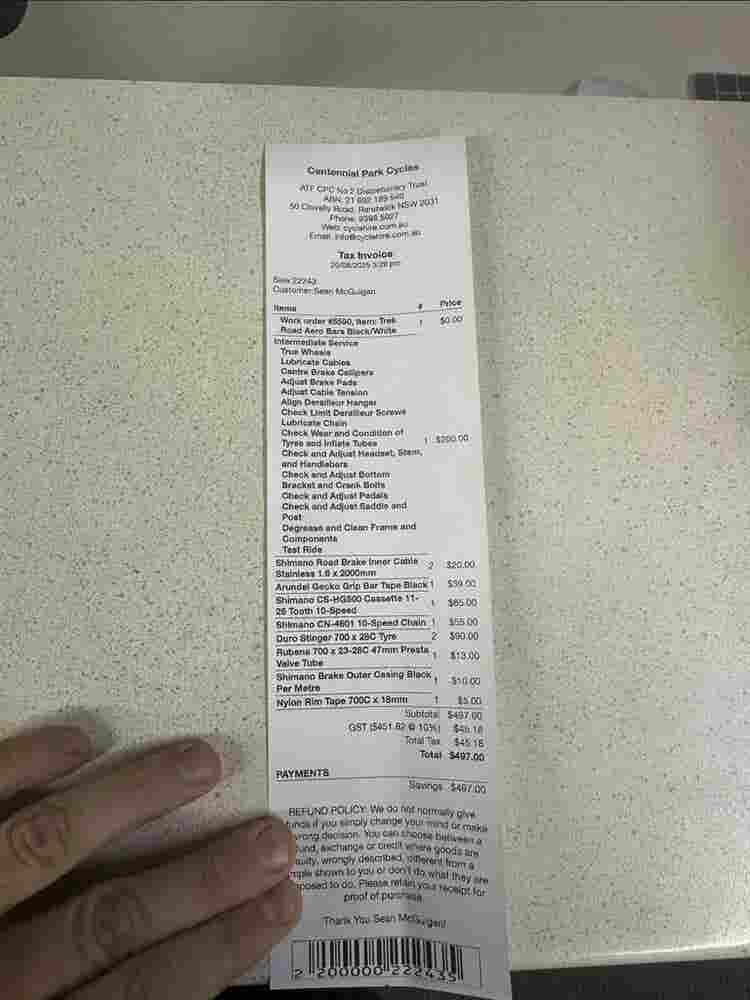 Centennial Park Cycles
ATF CPC No 2 Discretionary Trust
ABN: 21 692 189 540
50 Clovelly Road, Randwick NSW 2031
Phone: 9398 5027
Web: cyclehire.com.au
Email: info@cyclehire.com.au
Tax Invoice
20/08/2025 3:28 pm
Sale 22243
Customer: Sean McGuigan
Items # Price
Work order #5590, Item: Trek 1 $0.00
Road Aero Bars Black/White
Intermediate Service
True Wheels
Lubricate Cables
Centre Brake Callipers
Adjust Brake Pads
Adjust Cable Tension
Align Derailleur Hanger
Check Limit Derailleur Screws
Lubricate Chain
Check Wear and Condition of
Tyres and Inflate Tubes 1 $200.00
Check and Adjust Headset, Stem,
and Handlebars
Check and Adjust Bottom
Bracket and Crank Bolts
Check and Adjust Pedals
Check and Adjust Saddle and
Post
Degrease and Clean Frame and
Components
Test Ride
Shimano Road Brake Inner Cable 2 $20.00
Stainless 1.6 x 2000mm
Arundel Gecko Grip Bar Tape Black 1 $39.00
Shimano CS-HG500 Cassette 11- 1 $65.00
25 Tooth 10-Speed
Shimano CN-4601 10-Speed Chain 1 $55.00
Duro Stinger 700 x 28C Tyre 2 $90.00
Rubena 700 x 23-28C 47mm Presta 1 $13.00
Valve Tube
Shimano Brake Outer Casing Black 1 $10.00
Per Metre
Nylon Rim Tape 700C x 18mm 1 $5.00
Subtotal $497.00
GST ($451.82 @ 10%) $45.18
Total Tax $45.18
Total $497.00
PAYMENTS
Savings $497.00
REFUND POLICY: We do not normally give
funds if you simply change your mind or make
wrong decision. You can choose between a
fund, exchange or credit where goods are
aulty, wrongly described, different from a
mple shown to you or don't do what they are
pposed to do. Please retain your receipt for
proof of purchase.
Thank You Sean McGuigan!
2 200000 222435